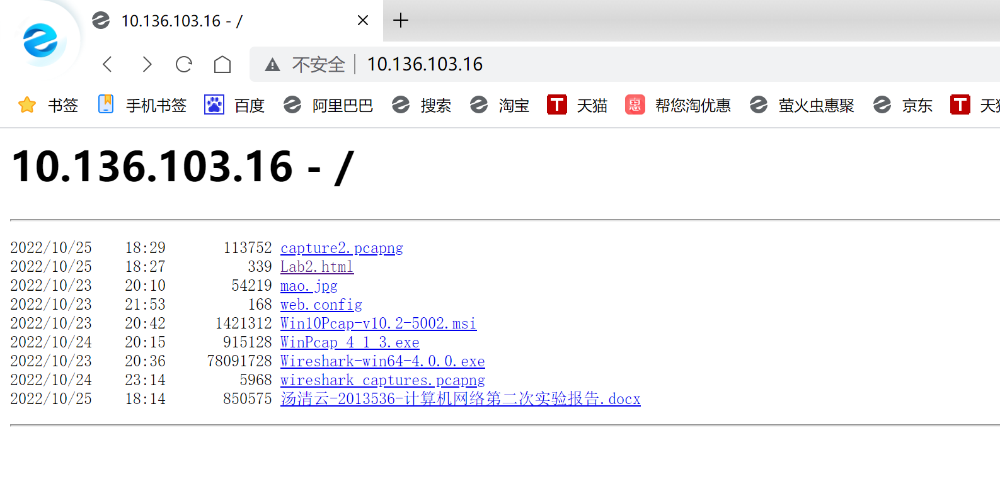 10.136.103.16 - /
不安全 10.136.103.16
书签 手机书签 百度 阿里巴巴 搜索 淘宝 T 天猫 惠 帮您淘优惠 萤火虫惠聚 京东 T
10.136.103.16 - /
2022/10/25 18:29 113752 capture2.pcapng
2022/10/25 18:27 339 Lab2.html
2022/10/23 20:10 54219 mao.jpg
2022/10/23 21:53 168 web.config
2022/10/23 20:42 1421312 Win10Pcap-v10.2-5002.msi
2022/10/24 20:15 915128 WinPcap_4_1_3.exe
2022/10/23 20:36 78091728 Wireshark-win64-4.0.0.exe
2022/10/24 23:14 5968 wireshark_captures.pcapng
2022/10/25 18:14 850575 汤清云-2013536-计算机网络第二次实验报告.docx